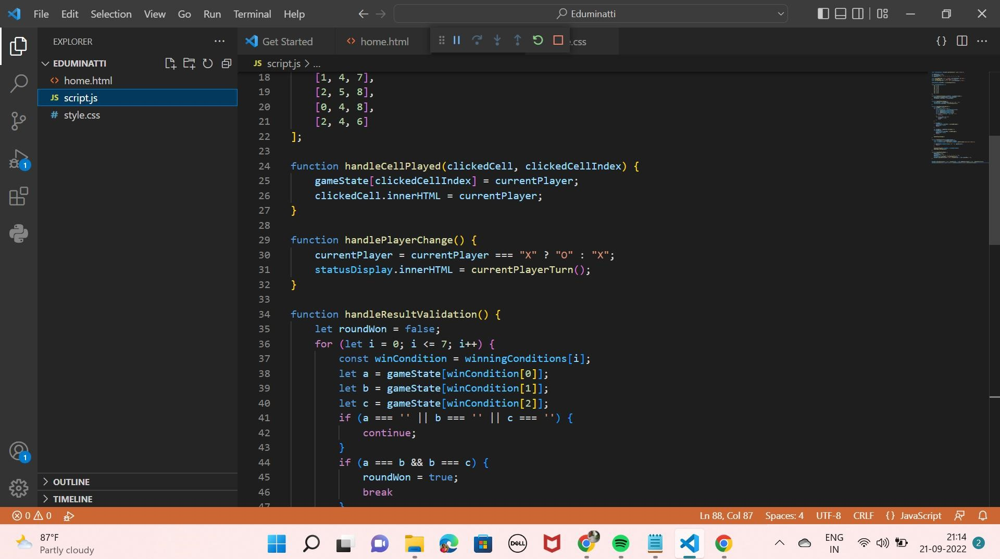 File Edit Selection View Go Run Terminal Help
Eduminatti
EXPLORER
Get Started
home.html
.css
EDUMINATTI
home.html
JS script.js
# style.css
JS script.js > ...
18 [1, 4, 7],
19 [2, 5, 8],
20 [0, 4, 8],
21 [2, 4, 6]
22 ];
23
24 function handleCellPlayed(clickedCell, clickedCellIndex) {
25 gameState[clickedCellIndex] = currentPlayer;
26 clickedCell.innerHTML = currentPlayer;
27 }
28
29 function handlePlayerChange() {
30 currentPlayer = currentPlayer === "X" ? "O" : "X";
31 statusDisplay.innerHTML = currentPlayerTurn();
32 }
33
34 function handleResultValidation() {
35 let roundWon = false;
36 for (let i = 0; i <= 7; i++) {
37 const winCondition = winningConditions[i];
38 let a = gameState[winCondition[0]];
39 let b = gameState[winCondition[1]];
40 let c = gameState[winCondition[2]];
41 if (a === '' || b === '' || c === '') {
42 continue;
43 }
44 if (a === b && b === c) {
45 roundWon = true;
46 break
47 }
1
1
OUTLINE
TIMELINE
0 0
Ln 88, Col 87 Spaces: 4 UTF-8 CRLF {} JavaScript
87°F
Partly cloudy
DELL
ENG
IN
21:14
21-09-2022
2